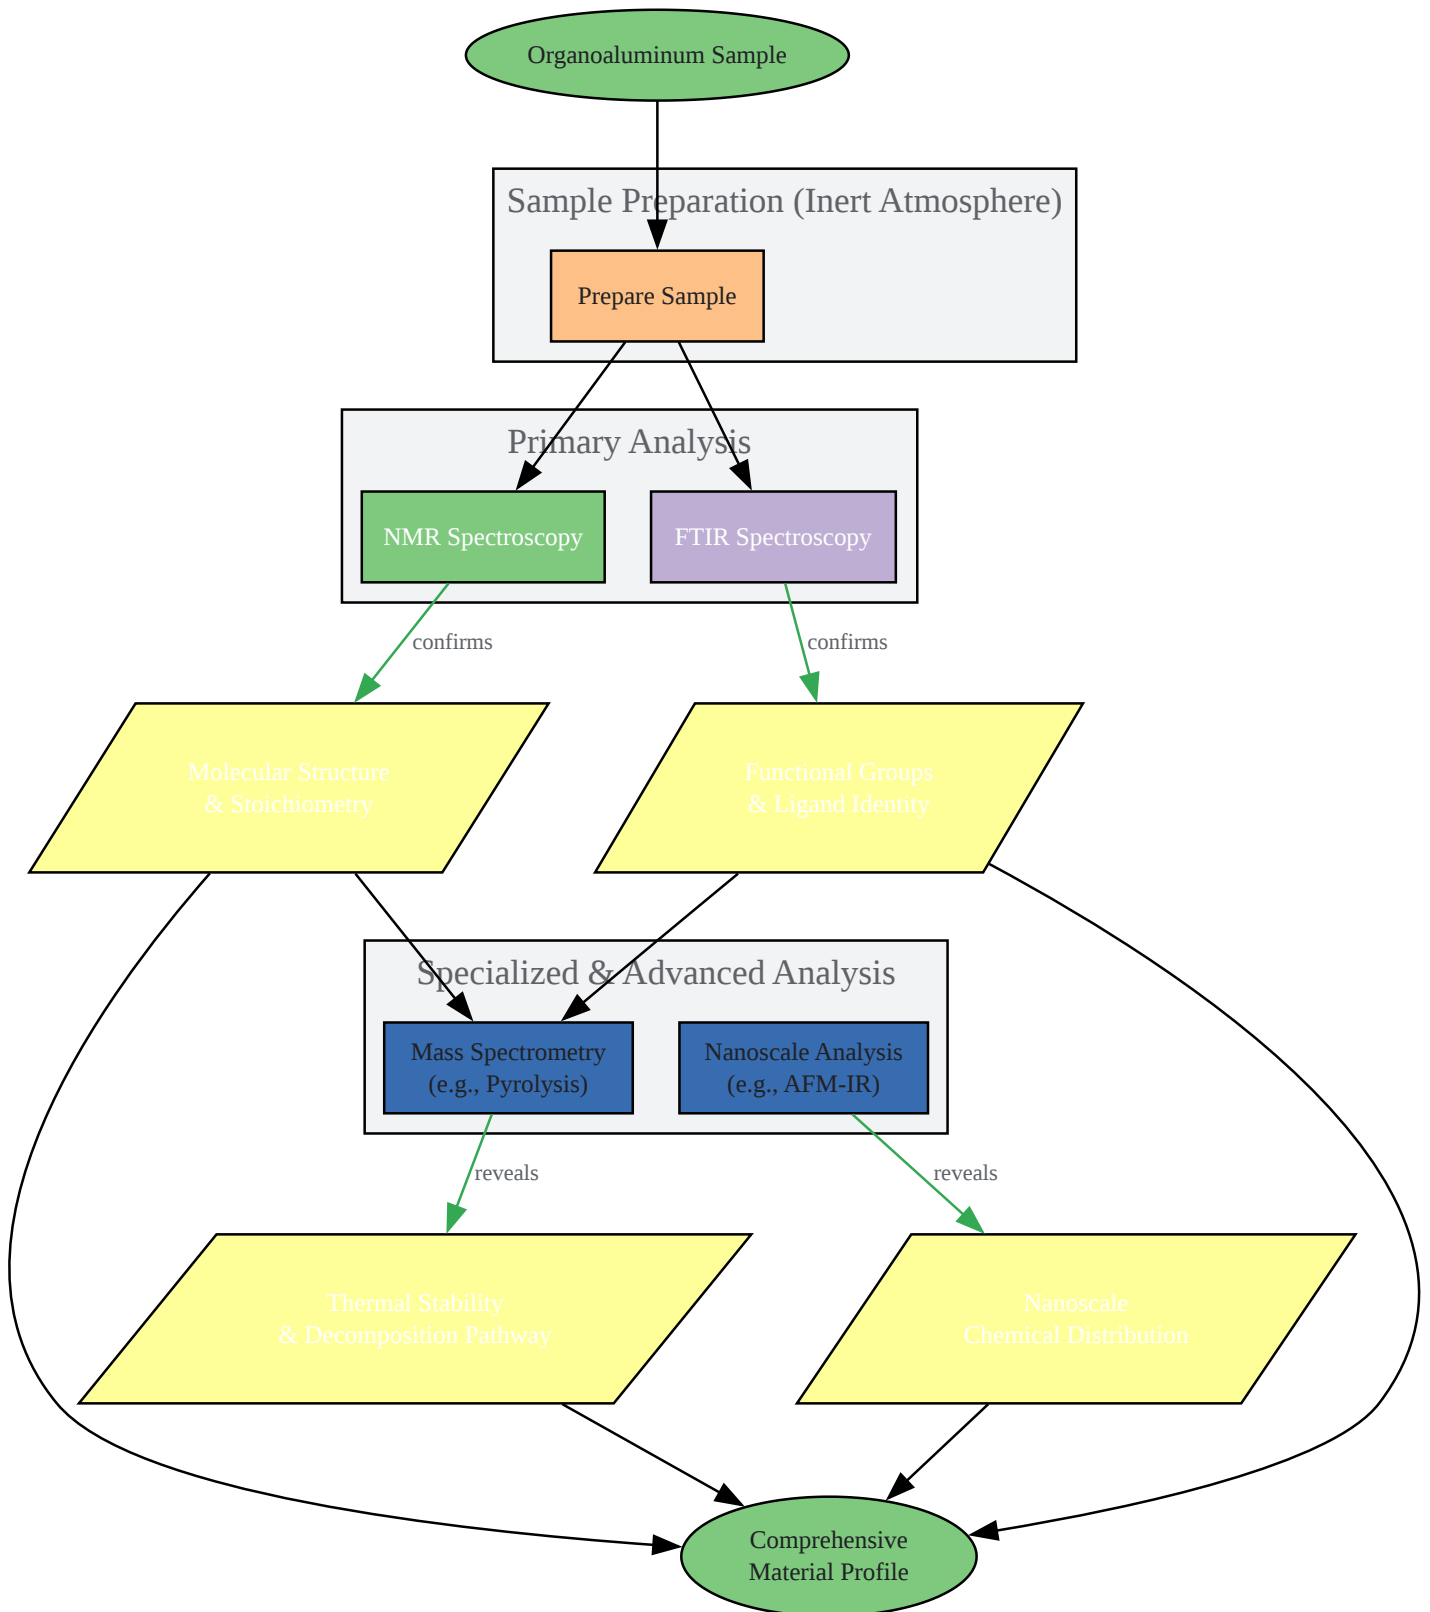 Organoaluminum Sample
Sample Preparation (Inert Atmosphere)
Prepare Sample
Primary Analysis
NMR Spectroscopy
FTIR Spectroscopy
confirms
confirms
Molecular Structure
& Stoichiometry
Functional Groups
& Ligand Identity
Specialized & Advanced Analysis
Mass Spectrometry
(e.g., Pyrolysis)
Nanoscale Analysis
(e.g., AFM-IR)
reveals
reveals
Thermal Stability
& Decomposition Pathway
Nanoscale
Chemical Distribution
Comprehensive
Material Profile